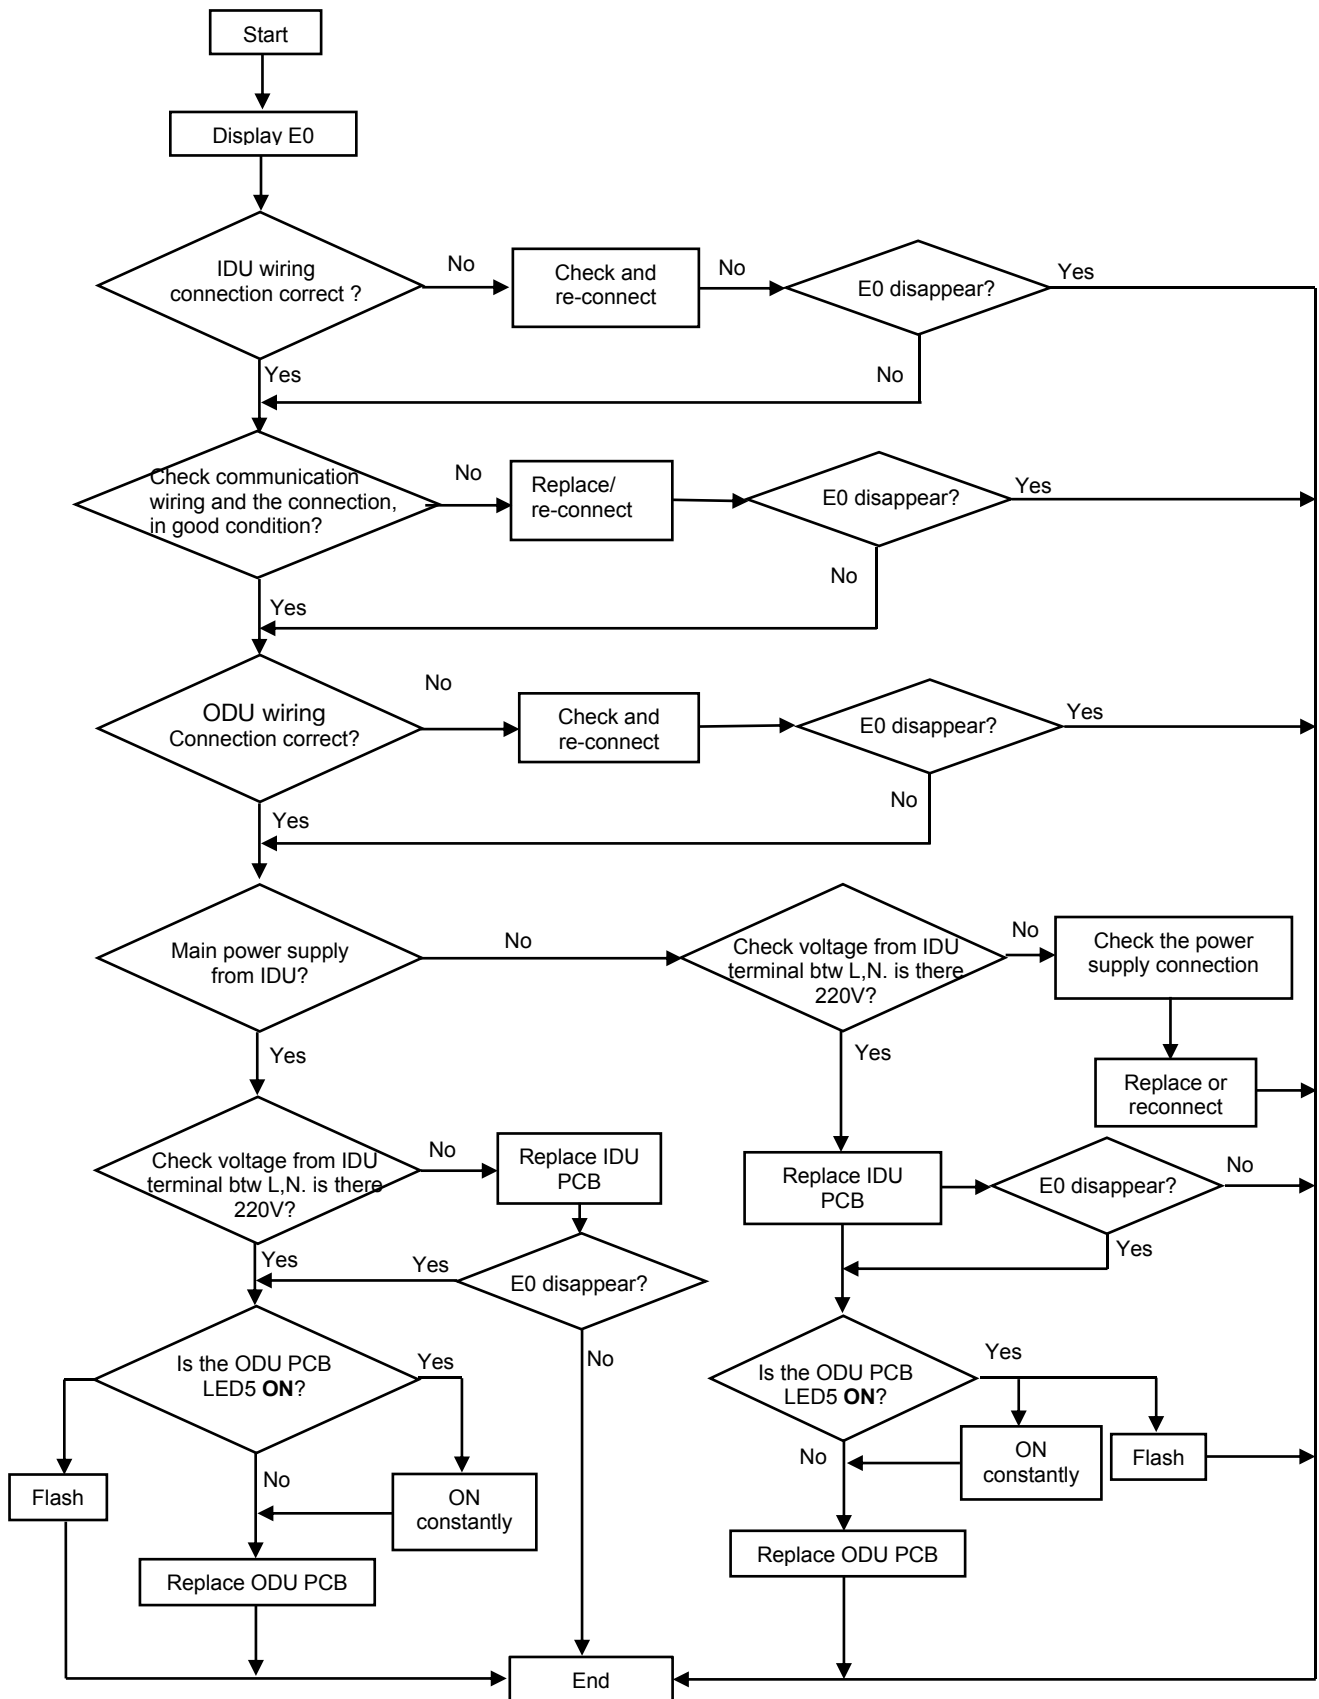 Start
Display E0
IDU wiring
connection correct ?
No
Check and
re-connect
No
E0 disappear?
Yes
Yes
No
Check communication
wiring and the connection,
in good condition?
No
Replace/
re-connect
E0 disappear?
Yes
No
Yes
ODU wiring
Connection correct?
No
Check and
re-connect
E0 disappear?
Yes
No
Yes
Main power supply
from IDU?
No
Check voltage from IDU
terminal btw L,N. is there
220V?
No
Check the power
supply connection
Yes
Yes
Replace or
reconnect
Check voltage from IDU
terminal btw L,N. is there
220V?
No
Replace IDU
PCB
Replace IDU
PCB
E0 disappear?
No
Yes
Yes
Yes
E0 disappear?
Is the ODU PCB
LED5 ON?
Yes
No
Is the ODU PCB
LED5 ON?
Yes
No
Flash
ON
constantly
No
ON
constantly
Flash
Replace ODU PCB
Replace ODU PCB
End